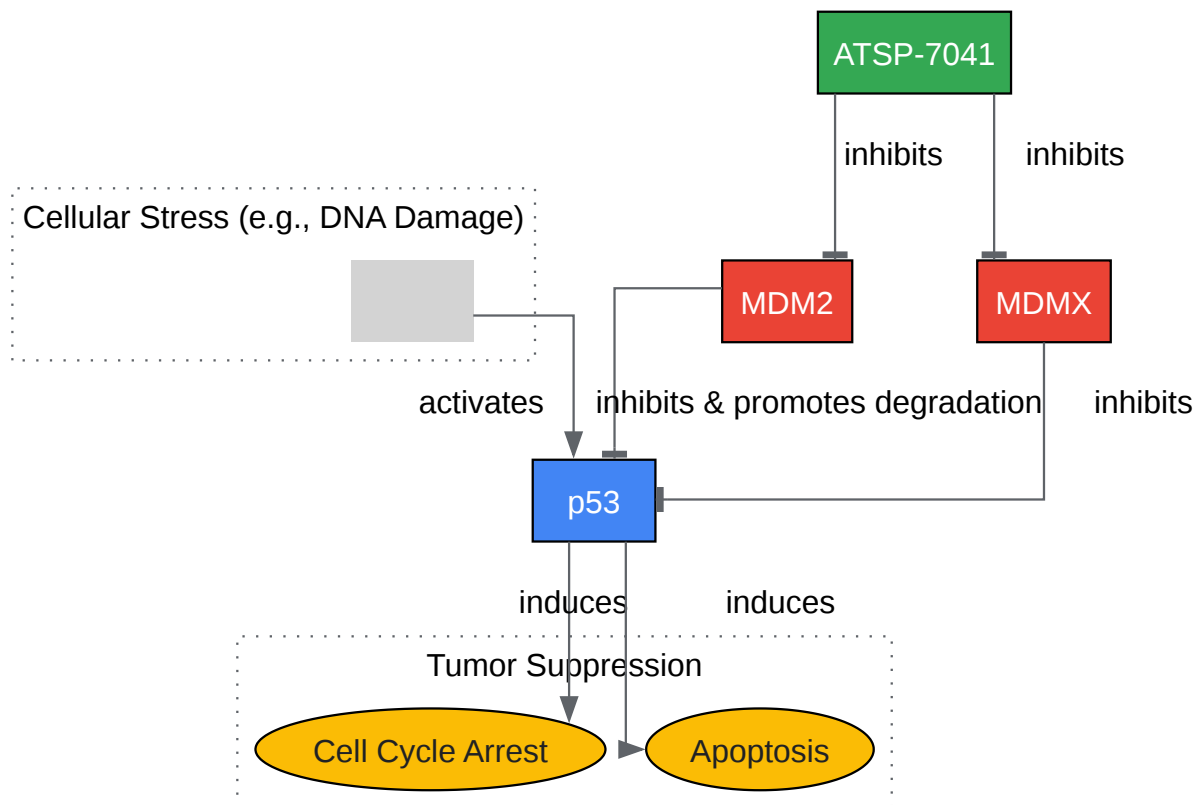 ATSP-7041
inhibits
inhibits
Cellular Stress (e.g., DNA Damage)
MDM2
MDMX
activates
inhibits & promotes degradation
inhibits
p53
induces
induces
Tumor Suppression
Cell Cycle Arrest
Apoptosis